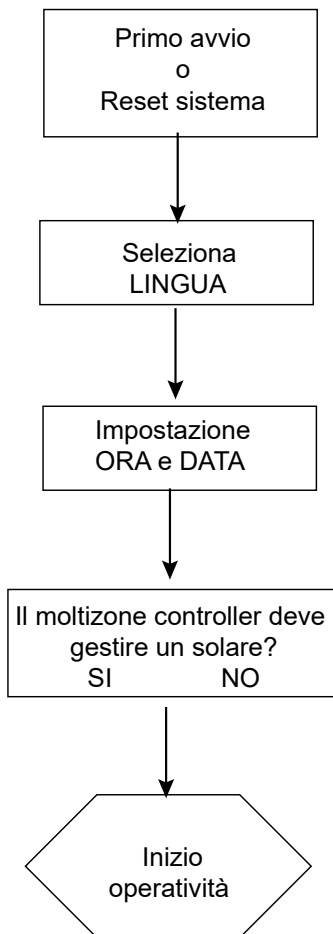 Primo avvio
o
Reset sistema
Seleziona
LINGUA
Impostazione
ORA e DATA
Il moltizone controller deve
gestire un solare?
SI NO
Inizio
operatività